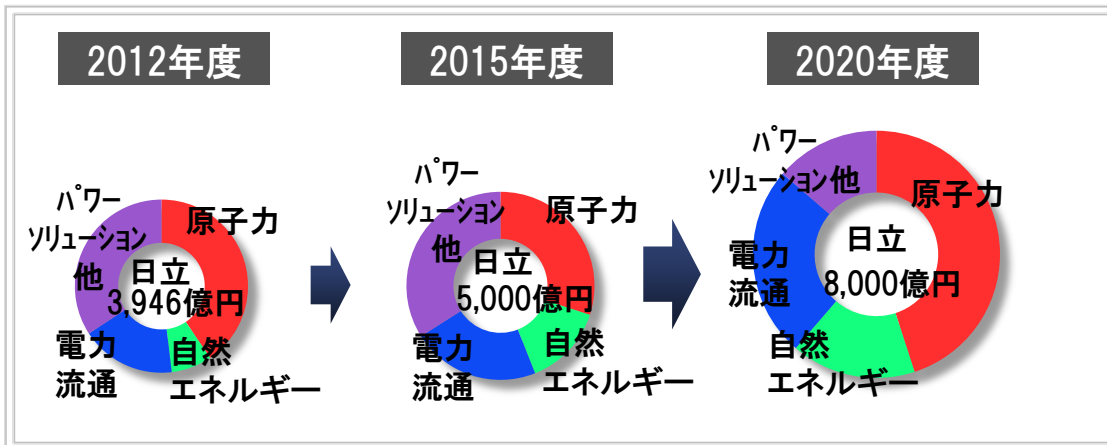 2012年度
2015年度
2020年度
ﾊﾟﾜｰ
ｿﾘｭｰｼｮﾝ
他
原子力
日立
3,946億円
電力
流通
自然
エネルギー
ﾊﾟﾜｰ
ｿﾘｭｰｼｮﾝ
他
原子力
日立
5,000億円
電力
流通
自然
エネルギー
ﾊﾟﾜｰ
ｿﾘｭｰｼｮﾝ他
原子力
日立
8,000億円
電力
流通
自然
エネルギー